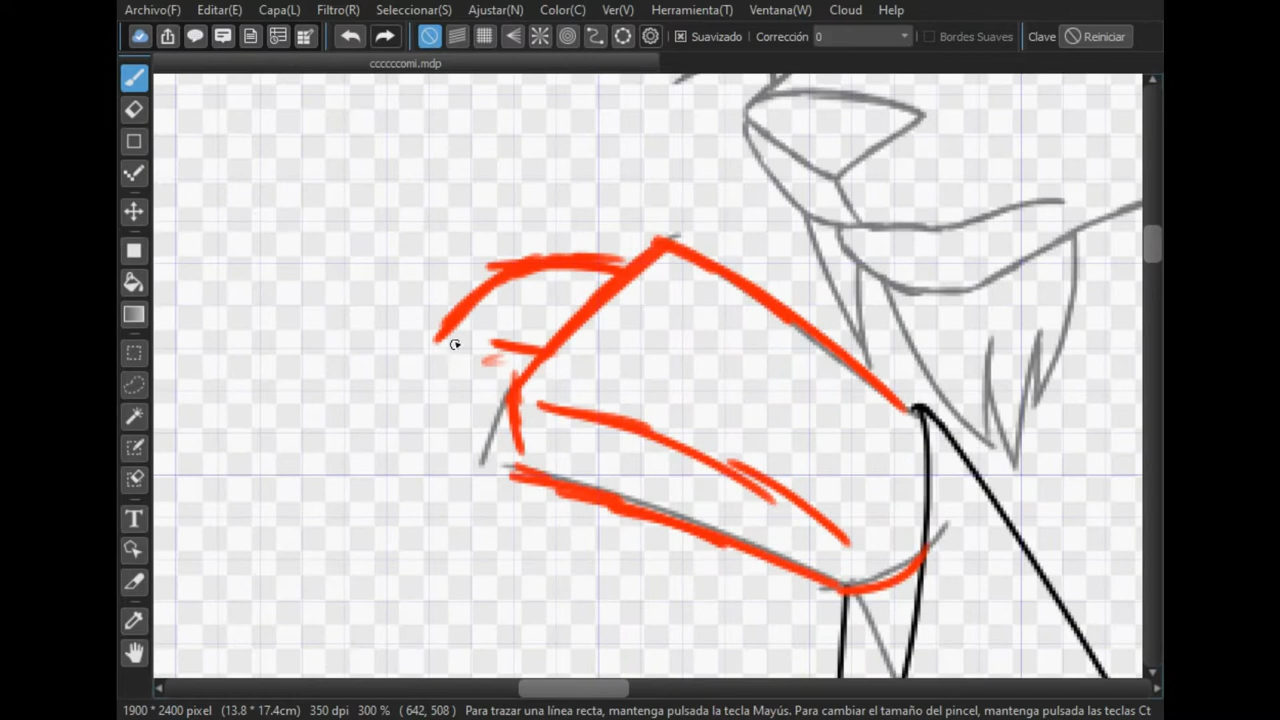 Archivo(F) Editar(E) Capa(L) Filtro(R) Seleccionar(S) Ajustar(N) Color(C) Ver(V) Herramienta(T) Ventana(W) Cloud Help
Suavizado Corrección 0 Bordes Suaves Clave Reiniciar
ccccccomi.mdp
T
1900 * 2400 pixel (13.8 * 17.4cm) 350 dpi 300 % ( 642, 508 ) Para trazar una línea recta, mantenga pulsada la tecla Mayús. Para cambiar el tamaño del pincel, mantenga pulsadas las teclas Ct